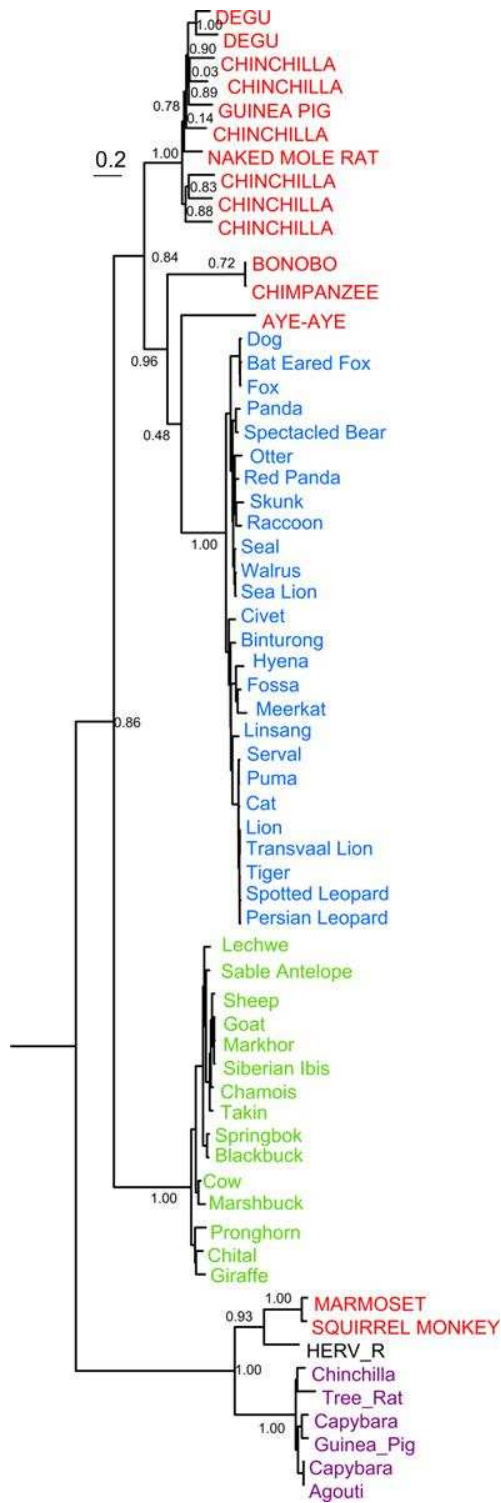 DEGU
1.00
DEGU
0.90
CHINCHILLA
0.03
CHINCHILLA
0.89
0.78
GUINEA PIG
0.14
CHINCHILLA
0.2
1.00
NAKED MOLE RAT
CHINCHILLA
0.83
CHINCHILLA
0.88
CHINCHILLA
0.84
0.72
BONOBO
CHIMPANZEE
AYE-AYE
0.96
Dog
Bat Eared Fox
Fox
Panda
0.48
Spectacled Bear
Otter
Red Panda
Skunk
Raccoon
1.00
Seal
Walrus
Sea Lion
Civet
Binturong
Hyena
Fossa
Meerkat
0.86
Linsang
Serval
Puma
Cat
Lion
Transvaal Lion
Tiger
Spotted Leopard
Persian Leopard
Lechwe
Sable Antelope
Sheep
Goat
Markhor
Siberian Ibis
Chamois
Takin
Springbok
Blackbuck
Cow
1.00
Marshbuck
Pronghorn
Chital
Giraffe
1.00
MARMOSET
0.93
SQUIRREL MONKEY
HERV_R
1.00
Chinchilla
Tree_Rat
Capybara
1.00
Guinea_Pig
Capybara
Agouti